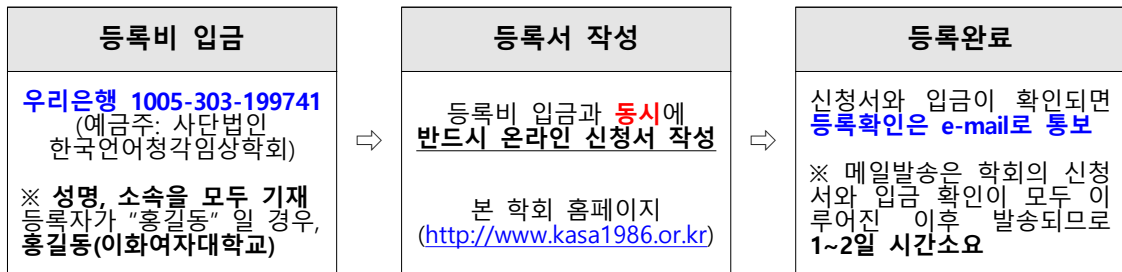 등록비 입금
우리은행 1005-303-199741
(예금주: 사단법인
한국언어청각임상학회)
※ 성명, 소속을 모두 기재
등록자가 “홍길동” 일 경우,
홍길동(이화여자대학교)
⇨
등록서 작성
등록비 입금과 동시에
반드시 온라인 신청서 작성
본 학회 홈페이지
(http://www.kasa1986.or.kr)
⇨
등록완료
신청서와 입금이 확인되면
등록확인은 e-mail로 통보
※ 메일발송은 학회의 신청
서와 입금 확인이 모두 이
루어진 이후 발송되므로
1~2일 시간소요